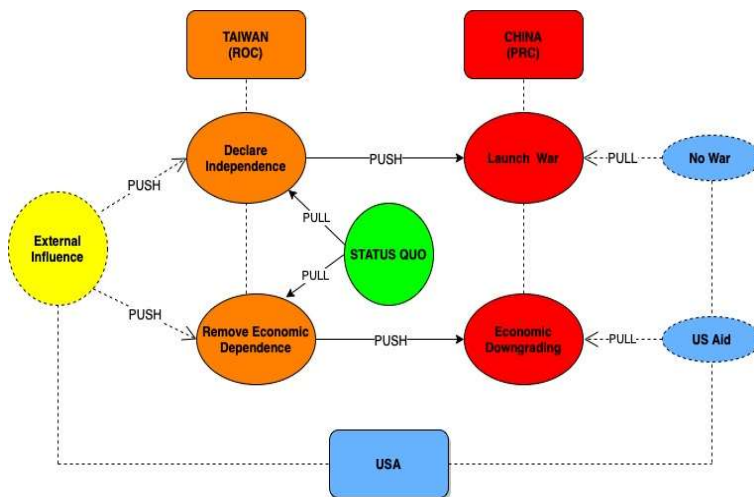 TAIWAN
(ROC)
CHINA
(PRC)
Declare
Independence
PUSH
Launch War
PULL
No War
PUSH
External
Influence
PULL
STATUS QUO
PULL
PUSH
Remove Economic
Dependence
PUSH
Economic
Downgrading
PULL
US Aid
USA